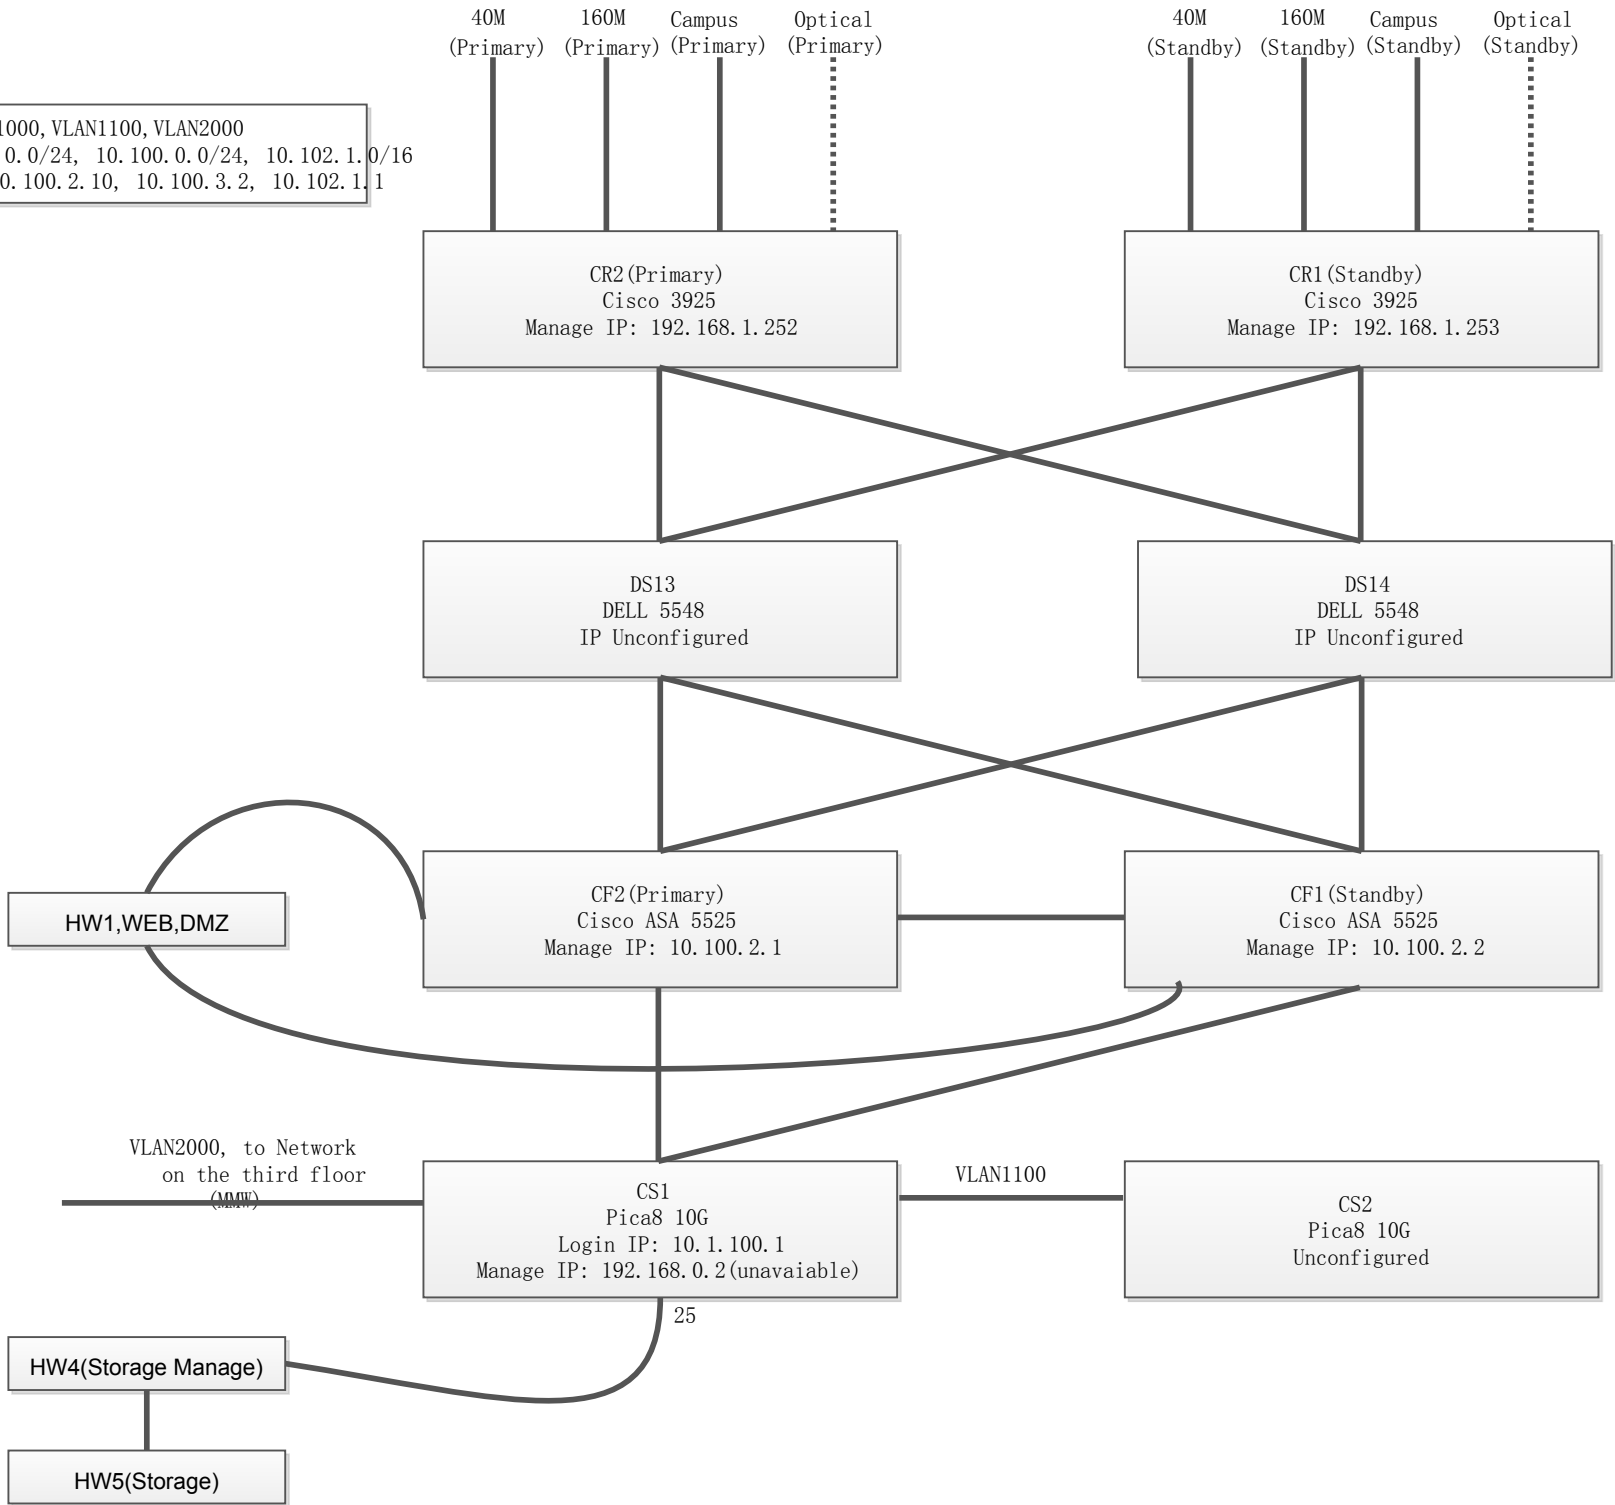 40M
(Primary)
160M
(Primary)
Campus
(Primary)
Optical
(Primary)
40M
(Standby)
160M
(Standby)
Campus
(Standby)
Optical
(Standby)
1000,VLAN1100,VLAN2000
0.0/24, 10.100.0.0/24, 10.102.1.0/16
0.100.2.10, 10.100.3.2, 10.102.1.1
CR2(Primary)
Cisco 3925
Manage IP: 192.168.1.252
CR1(Standby)
Cisco 3925
Manage IP: 192.168.1.253
DS13
DELL 5548
IP Unconfigured
DS14
DELL 5548
IP Unconfigured
HW1,WEB,DMZ
CF2(Primary)
Cisco ASA 5525
Manage IP: 10.100.2.1
CF1(Standby)
Cisco ASA 5525
Manage IP: 10.100.2.2
VLAN2000, to Network
on the third floor
(MMW)
CS1
Pica8 10G
Login IP: 10.1.100.1
Manage IP: 192.168.0.2(unavaiable)
VLAN1100
CS2
Pica8 10G
Unconfigured
25
HW4(Storage Manage)
HW5(Storage)